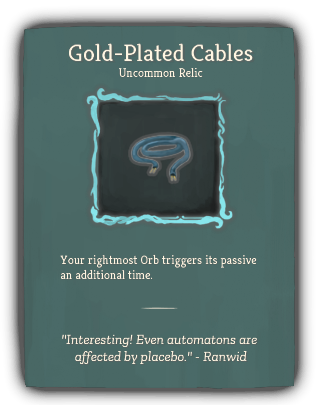 Gold-Plated Cables
Uncommon Relic
Your rightmost Orb triggers its passive
an additional time.
"Interesting! Even automatons are
affected by placebo." - Ranwid